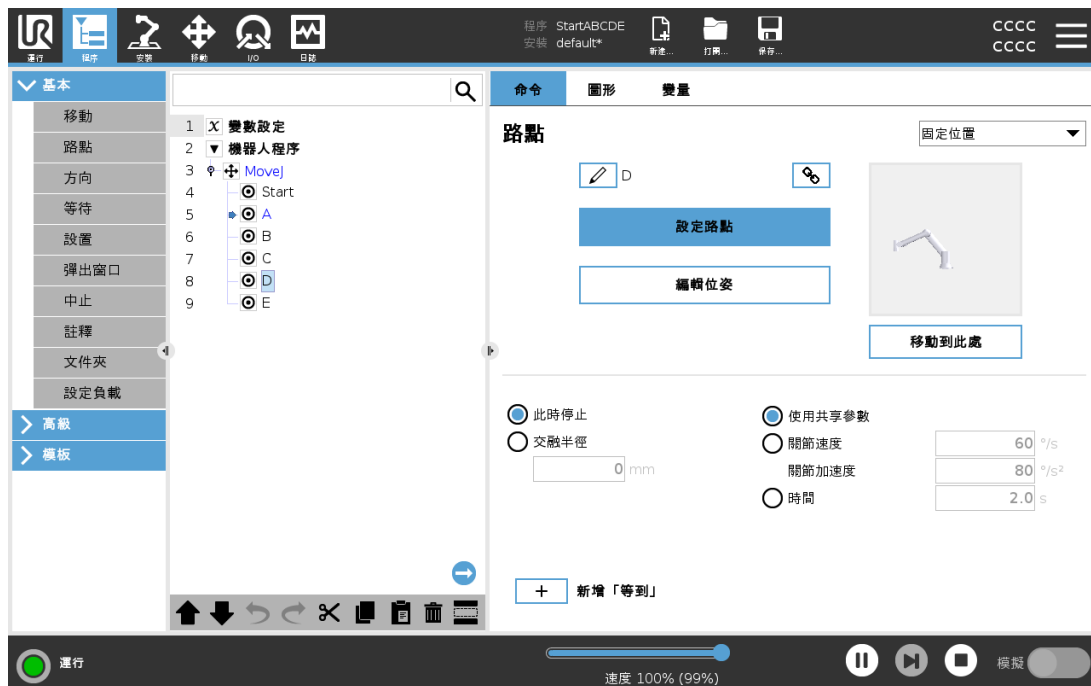 程序 StartABCDE
安裝 default*
運行
程序
安裝
移動
I/O
日誌
新建...
打開...
保存...
CCCC
CCCC
基本
移動
路點
方向
等待
設置
彈出窗口
中止
註釋
文件夾
設定負載
高級
模板
1 X 變數設定
2 ▼ 機器人程序
3 MoveJ
4 Start
5 A
6 B
7 C
8 D
9 E
命令 圖形 變量
路點
固定位置
D
設定路點
編輯位姿
移動到此處
此時停止
交融半徑
0 mm
使用共享參數
關節速度 60 °/s
關節加速度 80 °/s²
時間 2.0 s
+ 新增「等到」
運行
速度 100% (99%)
模擬